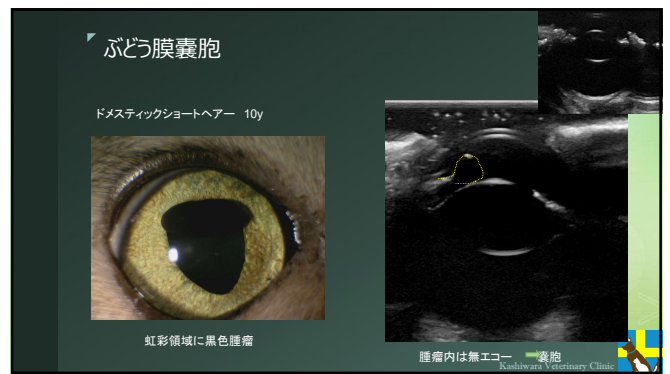 ぶどう膜嚢胞
ドメスティックショートヘアー 10y
虹彩領域に黒色腫瘤
腫瘤内は無エコー ➡嚢胞
Kashiwara Veterinary Clinic